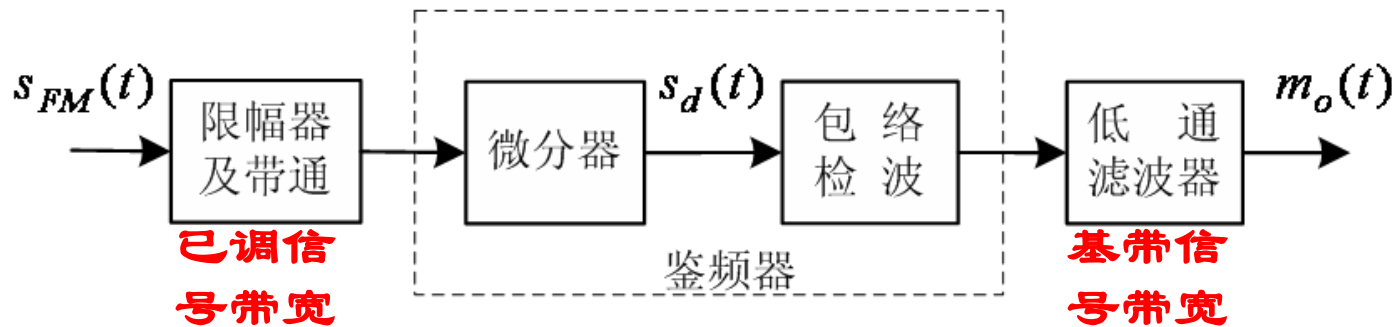 s_FM(t)
限幅器
及带通
微分器
s_d(t)
包 络
检 波
低 通
滤波器
m_o(t)
已调信
号带宽
鉴频器
基带信
号带宽